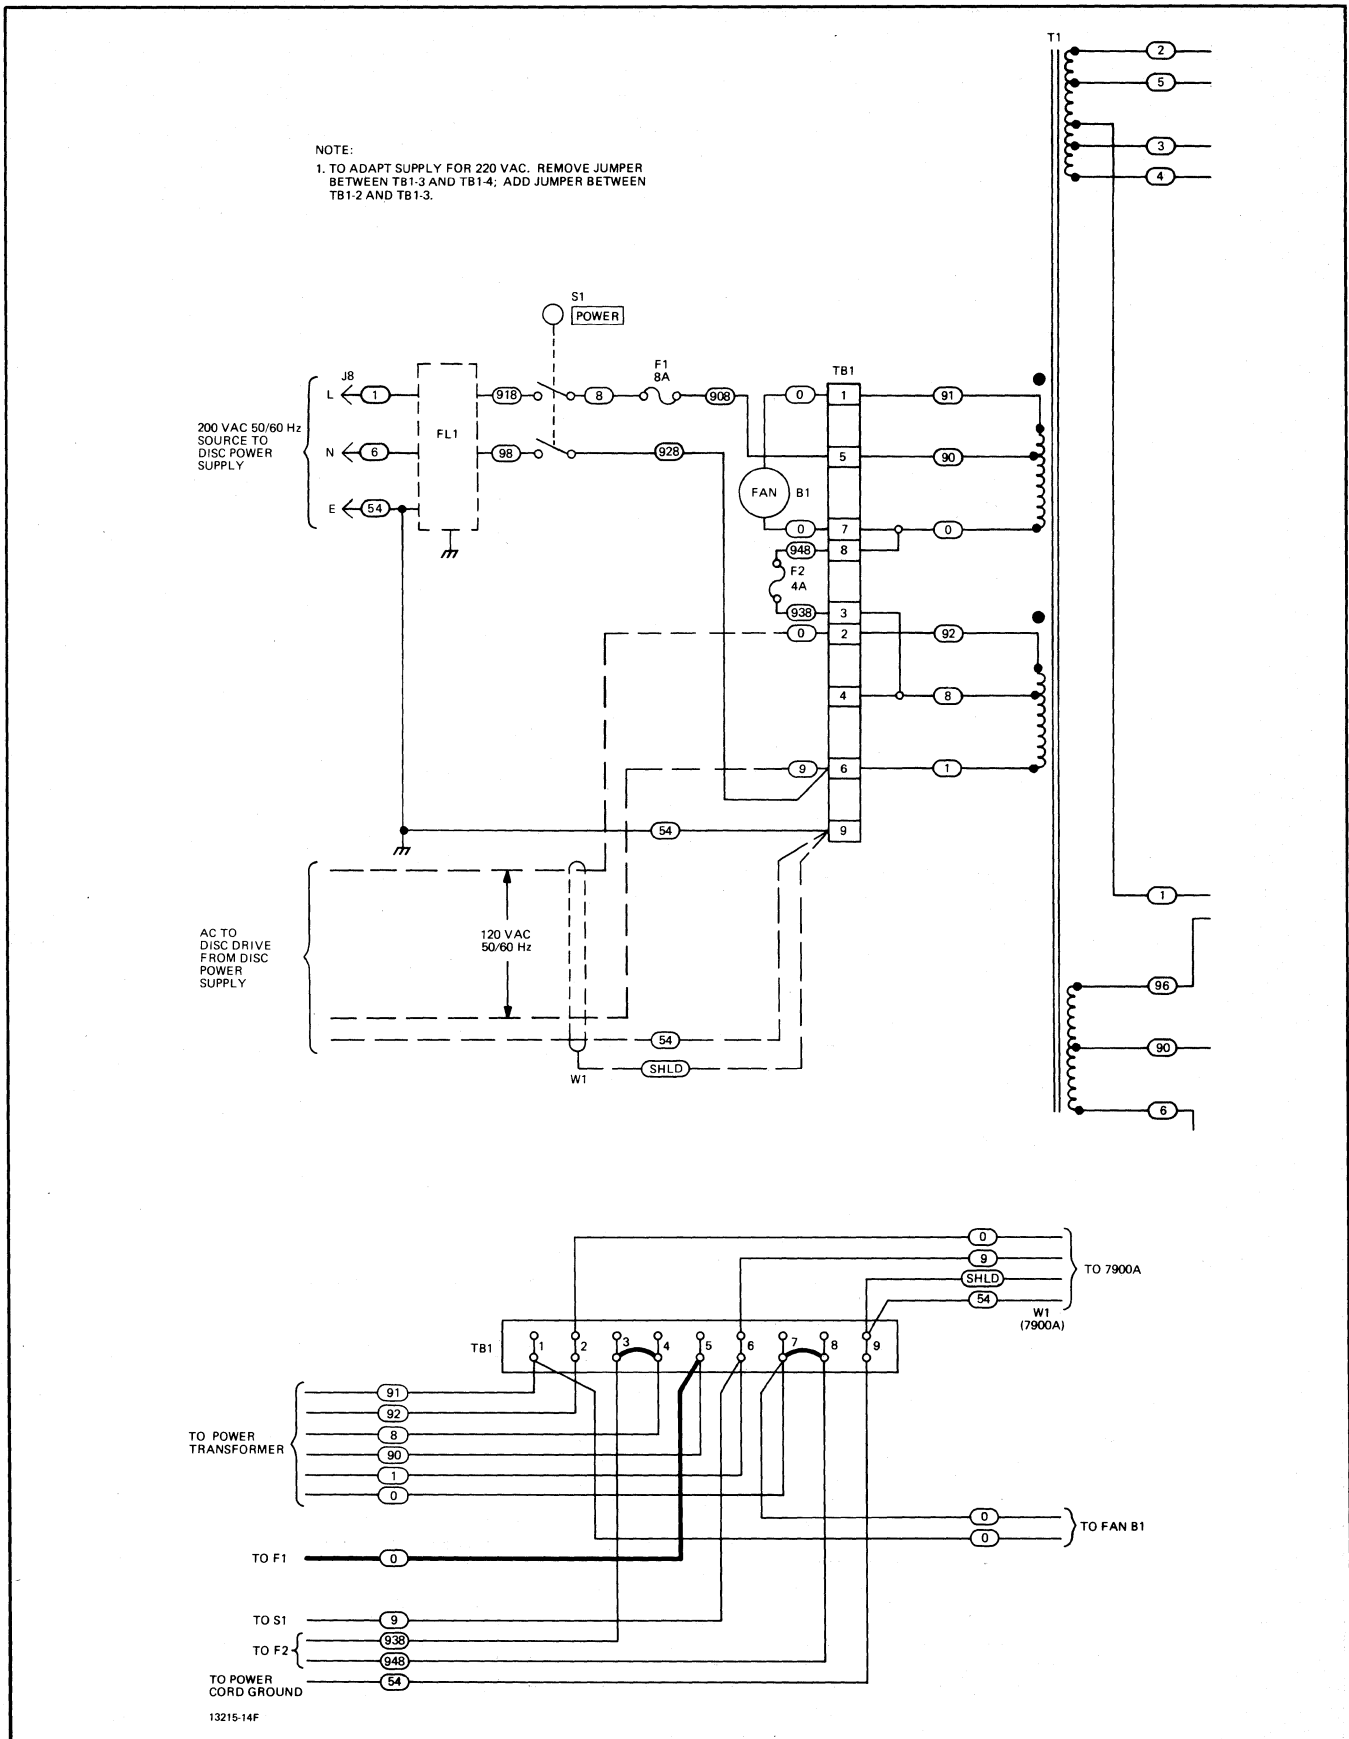 T1
2
5
3
4
NOTE:
1. TO ADAPT SUPPLY FOR 220 VAC. REMOVE JUMPER
BETWEEN TB1-3 AND TB1-4; ADD JUMPER BETWEEN
TB1-2 AND TB1-3.
S1
POWER
200 VAC 50/60 Hz
SOURCE TO
DISC POWER
SUPPLY
J8
L
1
N
6
E
54
FL1
918
8
F1
8A
908
98
928
TB1
0
1
91
5
90
FAN
B1
0
7
0
948
8
F2
4A
938
3
0
2
92
4
8
9
6
1
54
9
AC TO
DISC DRIVE
FROM DISC
POWER
SUPPLY
120 VAC
50/60 Hz
54
SHLD
W1
1
96
90
6
0
9
SHLD
54
TO 7900A
W1
(7900A)
TB1
1
2
3
4
5
6
7
8
9
TO POWER
TRANSFORMER
91
92
8
90
1
0
0
0
TO FAN B1
TO F1
0
TO S1
9
TO F2
938
948
TO POWER
CORD GROUND
54
13215-14F